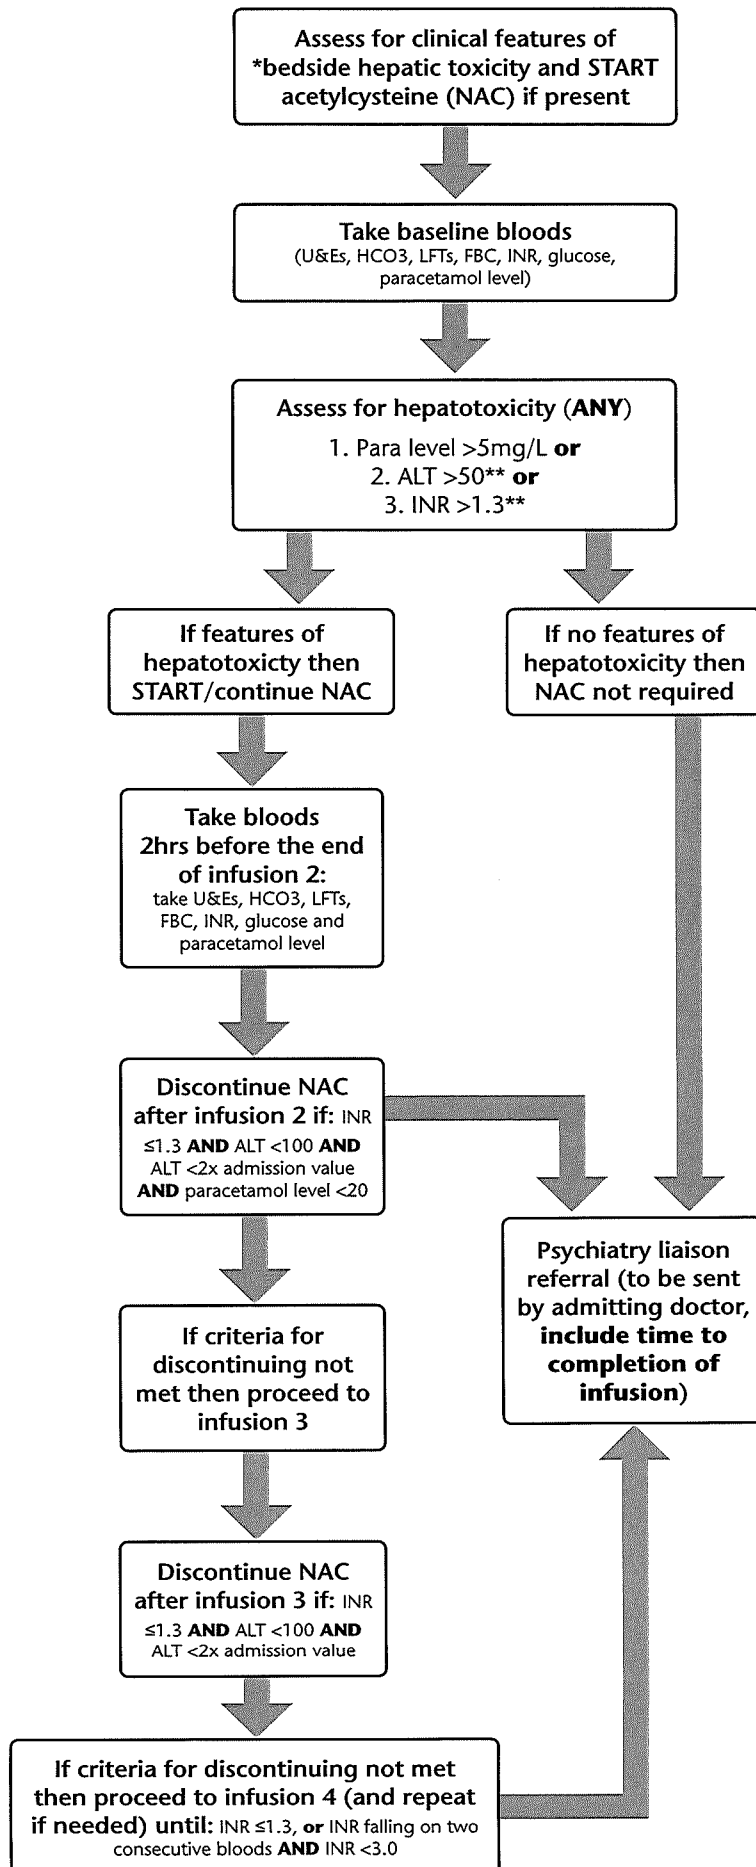 Assess for clinical features of
*bedside hepatic toxicity and START
acetylcysteine (NAC) if present
Take baseline bloods
(U&Es, HCO3, LFTs, FBC, INR, glucose,
paracetamol level)
Assess for hepatotoxicity (ANY)
1. Para level >5mg/L or
2. ALT >50** or
3. INR >1.3**
If features of
hepatotoxicty then
START/continue NAC
If no features of
hepatotoxicity then
NAC not required
Take bloods
2hrs before the end
of infusion 2:
take U&Es, HCO3, LFTs,
FBC, INR, glucose and
paracetamol level
Discontinue NAC
after infusion 2 if: INR
≤1.3 AND ALT <100 AND
ALT <2x admission value
AND paracetamol level <20
Psychiatry liaison
referral (to be sent
by admitting doctor,
include time to
completion of
infusion)
If criteria for
discontinuing not
met then proceed to
infusion 3
Discontinue NAC
after infusion 3 if: INR
≤1.3 AND ALT <100 AND
ALT <2x admission value
If criteria for discontinuing not met
then proceed to infusion 4 (and repeat
if needed) until: INR ≤1.3, or INR falling on two
consecutive bloods AND INR <3.0